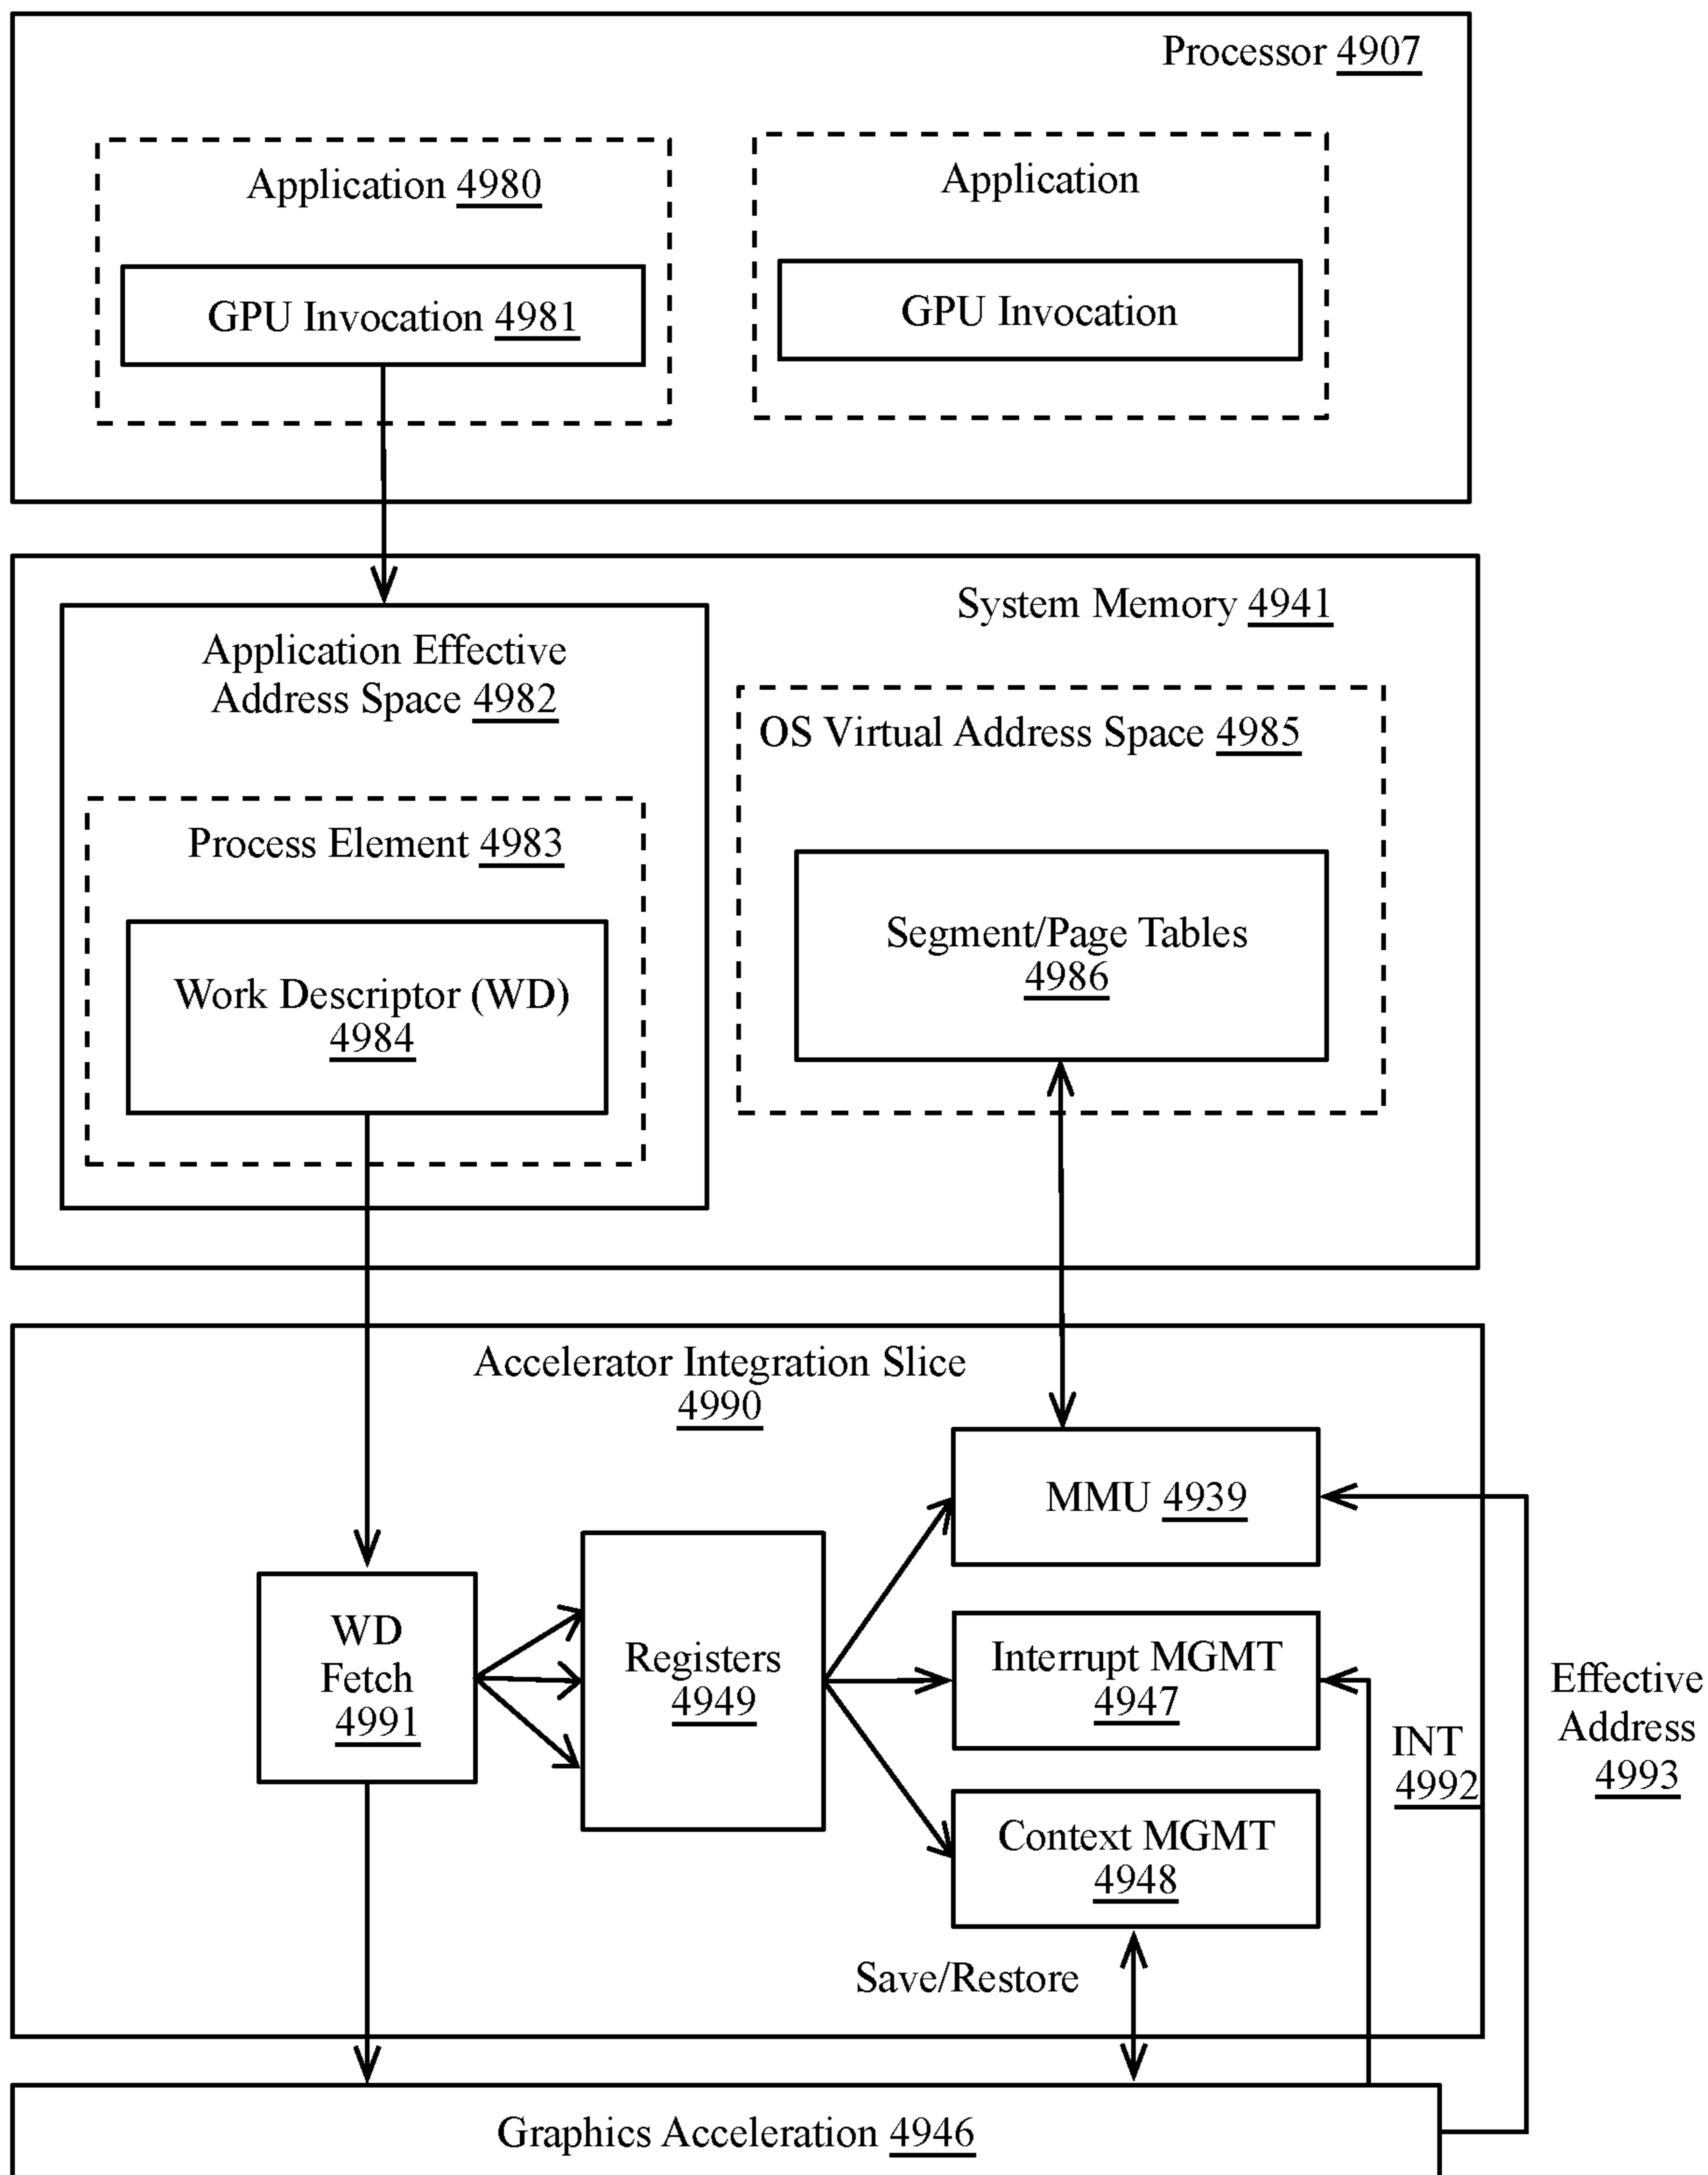 Processor 4907
Application 4980
Application
GPU Invocation 4981
GPU Invocation
System Memory 4941
Application Effective
Address Space 4982
OS Virtual Address Space 4985
Process Element 4983
Segment/Page Tables
4986
Work Descriptor (WD)
4984
Accelerator Integration Slice
4990
MMU 4939
WD
Fetch
4991
Registers
4949
Interrupt MGMT
4947
Effective
Address
4993
INT
4992
Context MGMT
4948
Save/Restore
Graphics Acceleration 4946